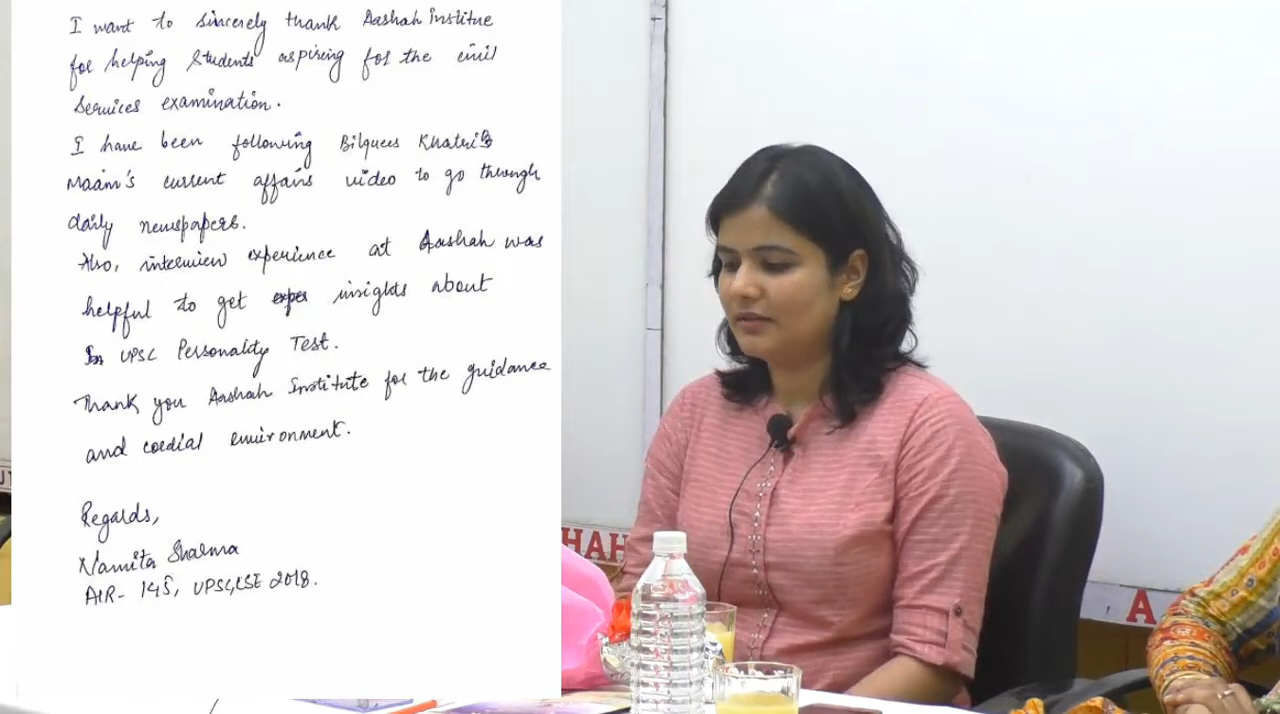 I want to sincerely thank Aashah Institue
for helping students aspiring for the civil
services examination.
I have been following Bilquees Khatri's
Maam's current affairs video to go through
daily newspapers.
Also, interview experience at Aashah was
helpful to get insights about
UPSC Personality Test.
Thank you Aashah Institute for the guidance
and cordial environment.
Regards,
Namita Sharma
AIR- 145, UPSC,CSE 2018.
HAH
A